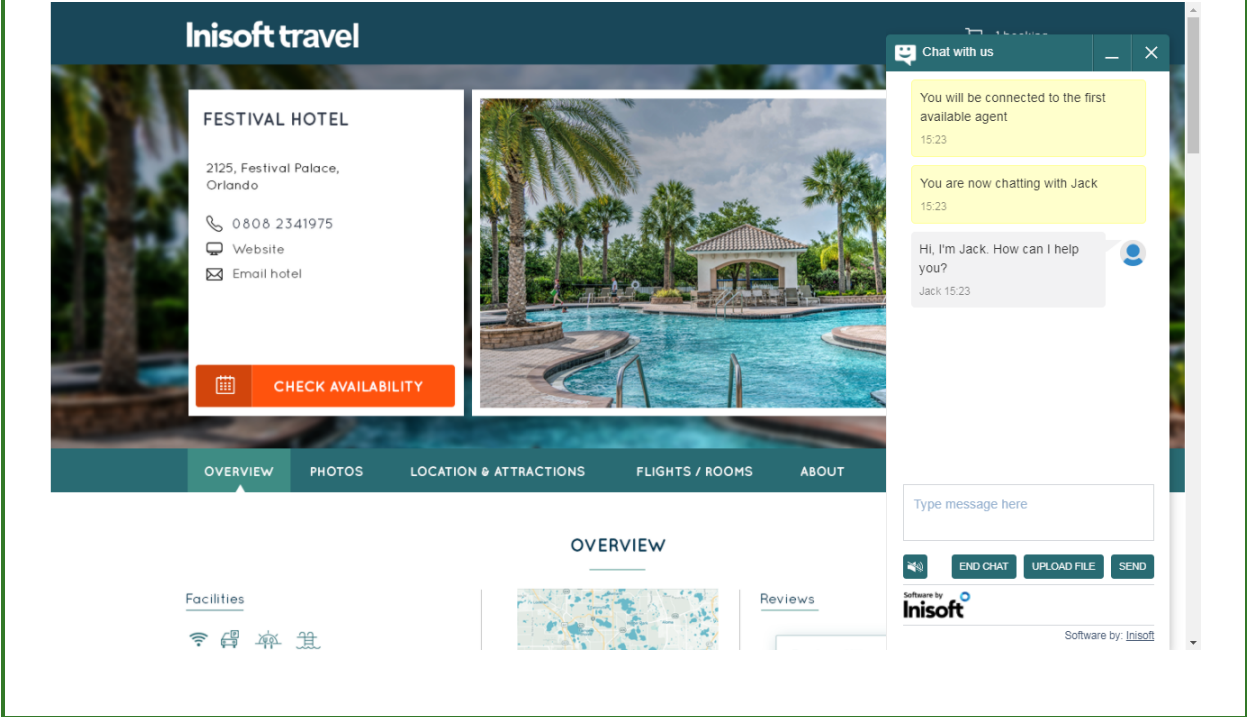 Inisoft travel
1 booking
FESTIVAL HOTEL
2125, Festival Palace,
Orlando
0808 2341975
Website
Email hotel
CHECK AVAILABILITY
OVERVIEW
PHOTOS
LOCATION & ATTRACTIONS
FLIGHTS / ROOMS
ABOUT
OVERVIEW
Facilities
Reviews
Chat with us
You will be connected to the first
available agent
15:23
You are now chatting with Jack
15:23
Hi, I'm Jack. How can I help
you?
Jack 15:23
Type message here
END CHAT
UPLOAD FILE
SEND
Software by
Inisoft
Software by: Inisoft